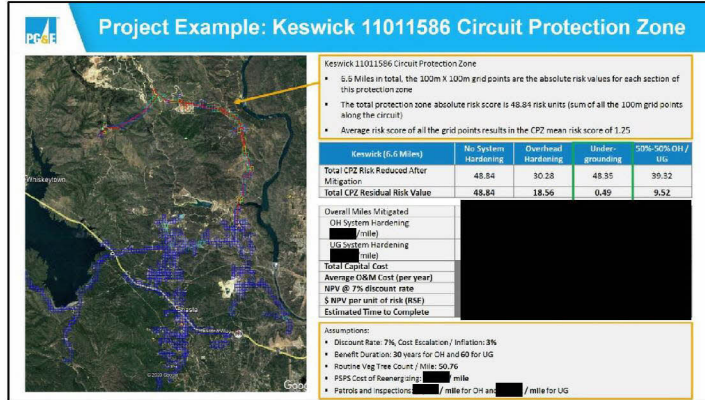 PG&E
Project Example: Keswick 11011586 Circuit Protection Zone
Keswick 11011586 Circuit Protection Zone
▪ 6.6 Miles in total, the 100m X 100m grid points are the absolute risk values for each section of
this protection zone
▪ The total protection zone absolute risk score is 48.84 risk units (sum of all the 100m grid points
along the circuit)
▪ Average risk score of all the grid points results in the CPZ mean risk score of 1.25
Keswick (6.6 Miles) No System Hardening Overhead Hardening Under-grounding 50%-50% OH / UG
Total CPZ Risk Reduced After Mitigation 48.84 30.28 48.35 39.32
Total CPZ Residual Risk Value 48.84 18.56 0.49 9.52
Overall Miles Mitigated
OH System Hardening
/mile)
UG System Hardening
/mile)
Total Capital Cost
Average O&M Cost (per year)
NPV @ 7% discount rate
$ NPV per unit of risk (RSE)
Estimated Time to Complete
Assumptions:
▪ Discount Rate: 7%, Cost Escalation / Inflation: 3%
▪ Benefit Duration: 30 years for OH and 60 for UG
▪ Routine Veg Tree Count / Mile: 50.76
▪ PSPS Cost of Reenergizing: / mile
▪ Patrols and Inspections: / mile for OH and / mile for UG
Whiskeytown
Shasta